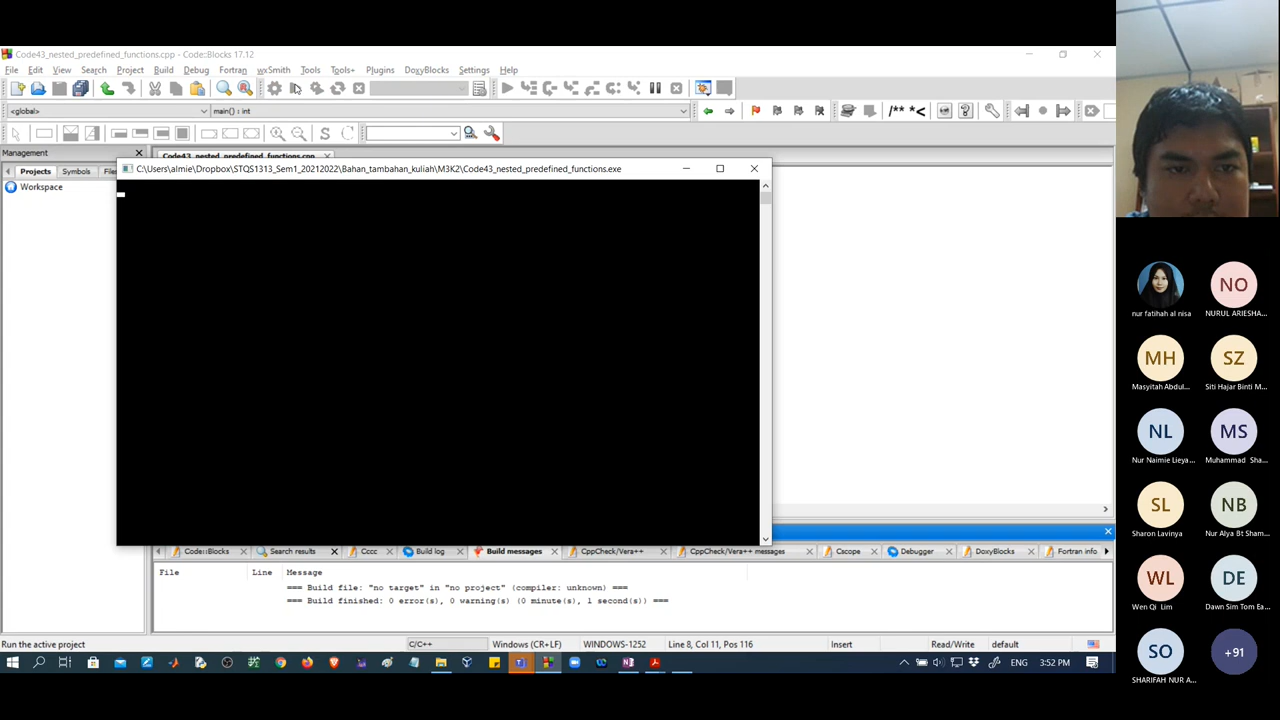 Code43_nested_predefined_functions.cpp - Code::Blocks 17.12
File Edit View Search Project Build Debug Fortran wxSmith Tools Tools+ Plugins DoxyBlocks Settings Help
<global> main() : int
/** *<
S C
Management
Code43_nested_predefined_functions.cpp
Projects Symbols
Workspace
C:\Users\almie\Dropbox\STQS1313_Sem1_20212022\Bahan_tambahan_kuliah\M3K2\Code43_nested_predefined_functions.exe
Code::Blocks Search results Cccc Build log Build messages CppCheck/Vera++ CppCheck/Vera++ messages Cscope Debugger DoxyBlocks Fortran info
File Line Message
=== Build file: "no target" in "no project" (compiler: unknown) ===
=== Build finished: 0 error(s), 0 warning(s) (0 minute(s), 1 second(s)) ===
Run the active project C/C++ Windows (CR+LF) WINDOWS-1252 Line 8, Col 11, Pos 116 Insert Read/Write default
ENG 3:52 PM
nur fatihah al nisa
NO
NURUL ARIESHA...
MH
Masyitah Abdul...
SZ
Siti Hajar Binti M...
NL
Nur Naimie Lieya...
MS
Muhammad Sha...
SL
Sharon Lavinya
NB
Nur Alya Bt Sham...
WL
Wen Qi Lim
DE
Dawn Sim Tom Ea...
SO
SHARIFAH NUR A...
+91